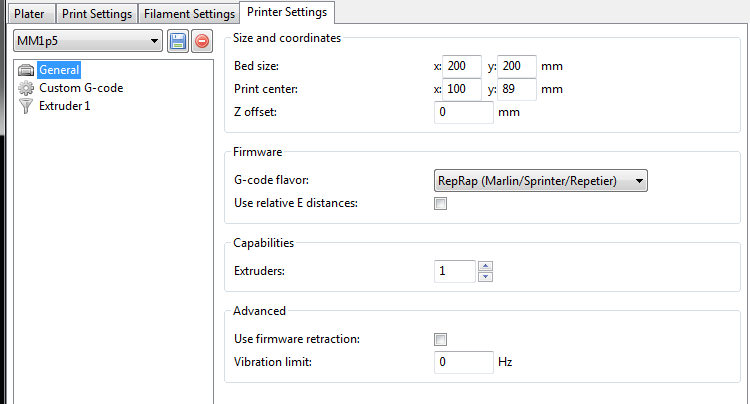 Plater Print Settings Filament Settings Printer Settings
MM1p5
General
Custom G-code
Extruder 1
Size and coordinates
Bed size: x: 200 y: 200 mm
Print center: x: 100 y: 89 mm
Z offset: 0 mm
Firmware
G-code flavor: RepRap (Marlin/Sprinter/Repetier)
Use relative E distances:
Capabilities
Extruders: 1
Advanced
Use firmware retraction:
Vibration limit: 0 Hz